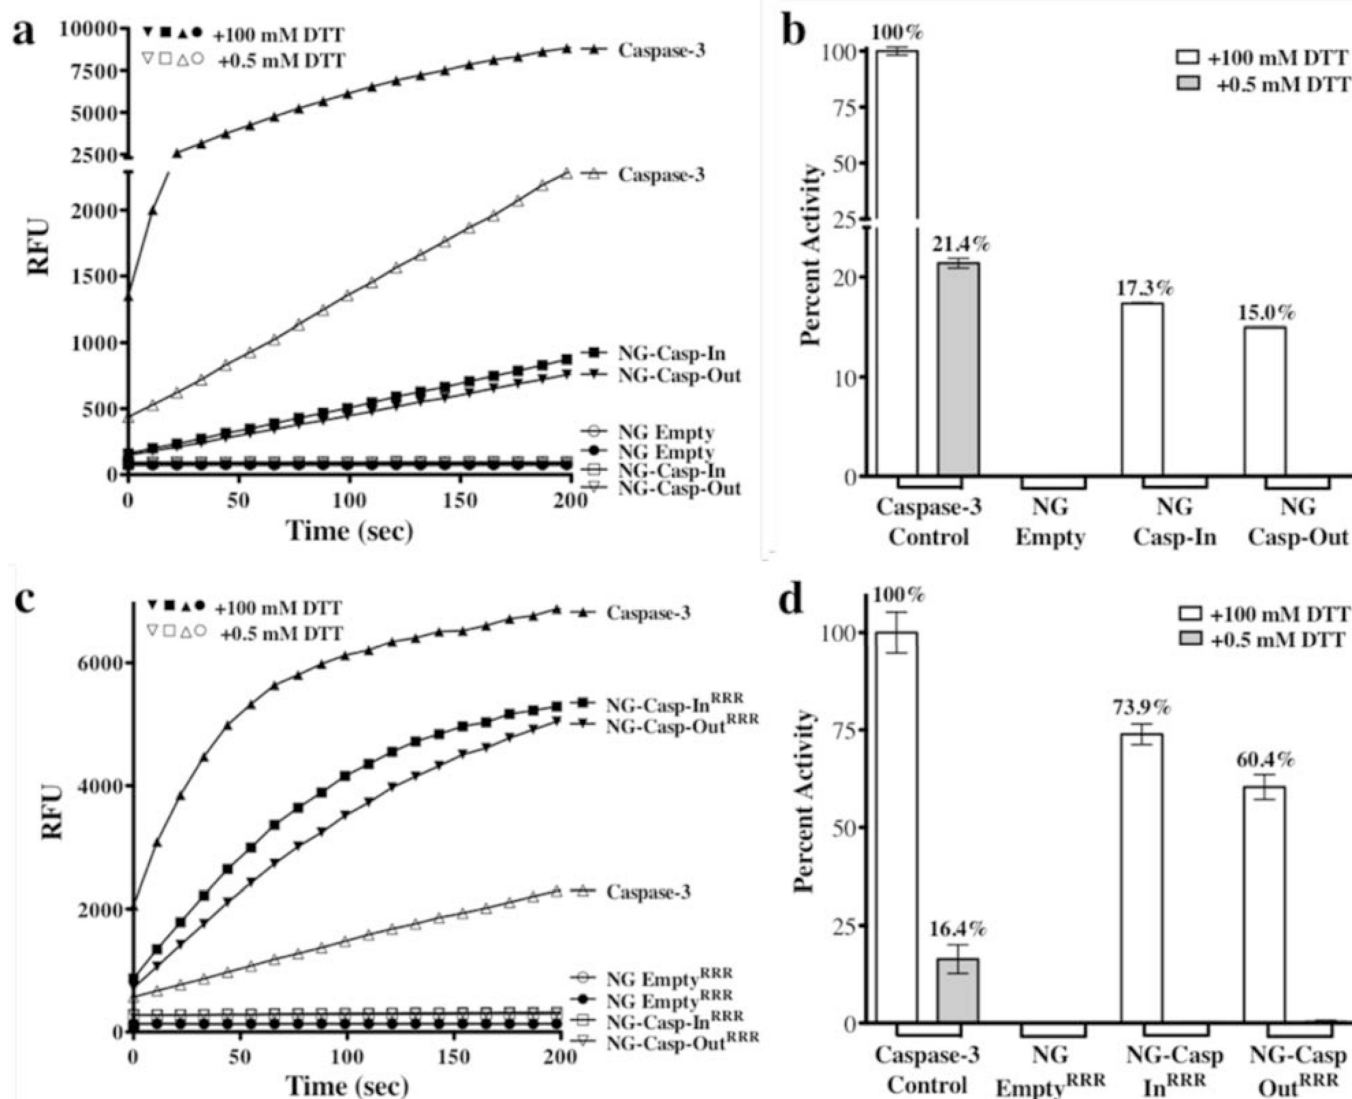 a
10000
7500
5000
2500
2000
1500
1000
500
0
RFU
+100 mM DTT
+0.5 mM DTT
Caspase-3
Caspase-3
NG-Casp-In
NG-Casp-Out
NG Empty
NG Empty
NG-Casp-In
NG-Casp-Out
0 50 100 150 200
Time (sec)
b
100
75
50
25
20
10
0
Percent Activity
+100 mM DTT
+0.5 mM DTT
100%
21.4%
17.3%
15.0%
Caspase-3 NG NG NG
Control Empty Casp-In Casp-Out
c
6000
4000
2000
0
RFU
+100 mM DTT
+0.5 mM DTT
Caspase-3
NG-Casp-InRRR
NG-Casp-OutRRR
Caspase-3
NG EmptyRRR
NG EmptyRRR
NG-Casp-InRRR
NG-Casp-OutRRR
0 50 100 150 200
Time (sec)
d
100
75
50
25
0
Percent Activity
+100 mM DTT
+0.5 mM DTT
100%
16.4%
73.9%
60.4%
Caspase-3 NG NG-Casp NG-Casp
Control EmptyRRR InRRR OutRRR